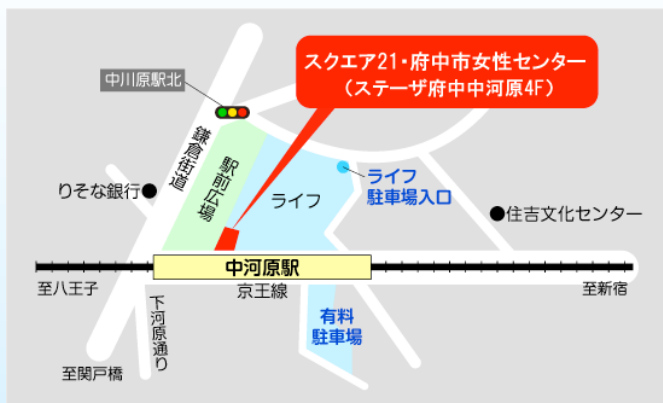 スクエア21・府中市女性センター
（ステーザ府中中河原4F）
中川原駅北
鎌倉街道
駅前広場
ライフ
ライフ
駐車場入口
りそな銀行
住吉文化センター
中河原駅
京王線
至八王子
至新宿
下河原通り
有料
駐車場
至関戸橋